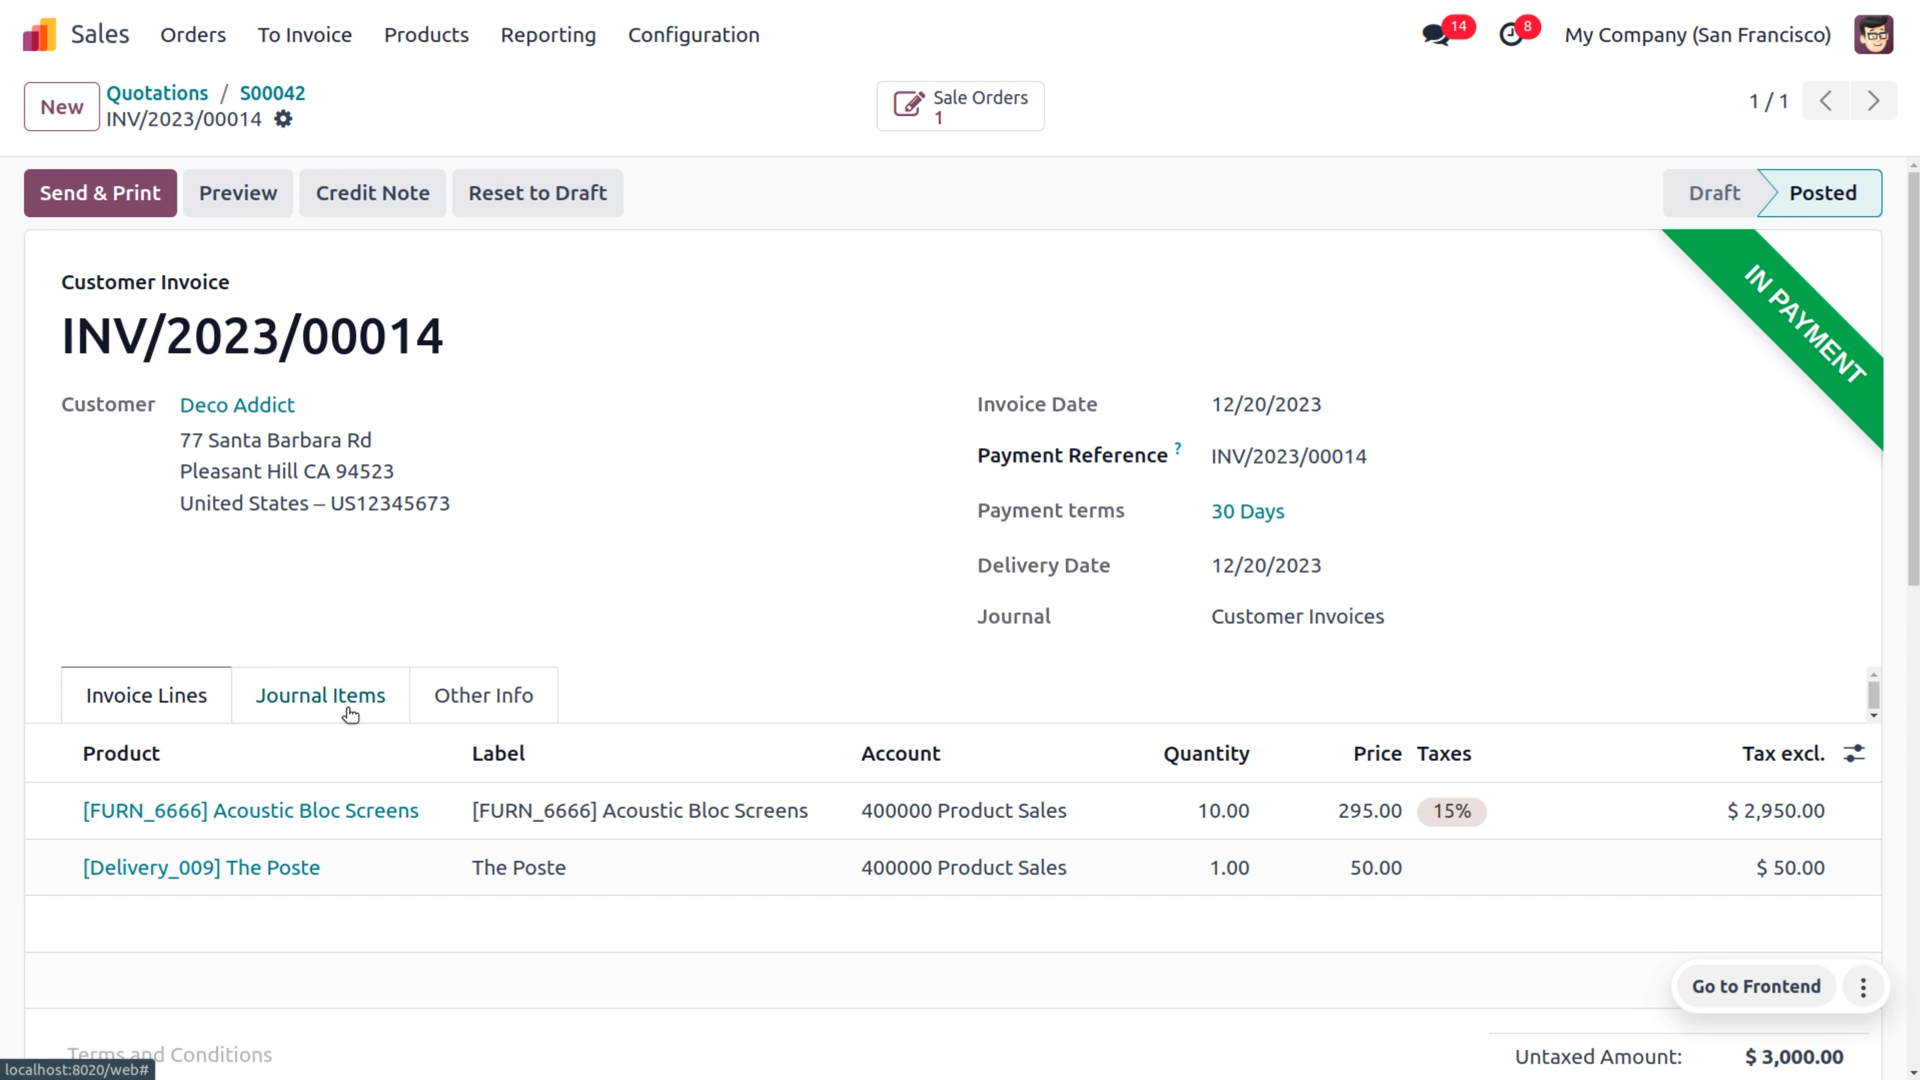 Sales Orders To Invoice Products Reporting Configuration 14 8 My Company (San Francisco)
New Quotations / S00042
INV/2023/00014
Sale Orders
1
1 / 1
Send & Print Preview Credit Note Reset to Draft Draft Posted
IN PAYMENT
Customer Invoice
INV/2023/00014
Customer Deco Addict
77 Santa Barbara Rd
Pleasant Hill CA 94523
United States – US12345673
Invoice Date 12/20/2023
Payment Reference ? INV/2023/00014
Payment terms 30 Days
Delivery Date 12/20/2023
Journal Customer Invoices
Invoice Lines Journal Items Other Info
Product Label Account Quantity Price Taxes Tax excl.
[FURN_6666] Acoustic Bloc Screens [FURN_6666] Acoustic Bloc Screens 400000 Product Sales 10.00 295.00 15% $ 2,950.00
[Delivery_009] The Poste The Poste 400000 Product Sales 1.00 50.00 $ 50.00
Go to Frontend
Terms and Conditions
Untaxed Amount: $ 3,000.00
localhost:8020/web#